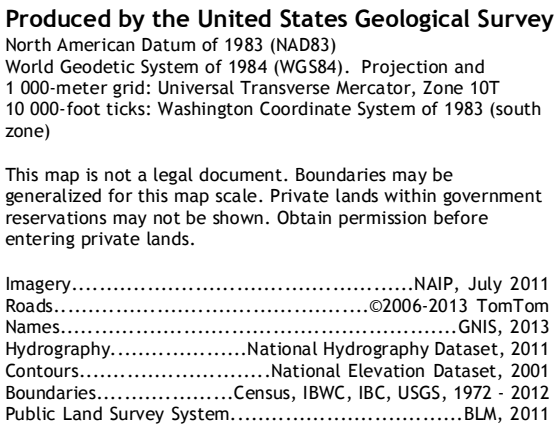 Produced by the United States Geological Survey
North American Datum of 1983 (NAD83)
World Geodetic System of 1984 (WGS84).  Projection and
1 000-meter grid: Universal Transverse Mercator, Zone 10T
10 000-foot ticks: Washington Coordinate System of 1983 (south
zone)
This map is not a legal document. Boundaries may be
generalized for this map scale. Private lands within government
reservations may not be shown. Obtain permission before
entering private lands.
Imagery.................................................NAIP, July 2011
Roads.............................................©2006-2013 TomTom
Names.........................................................GNIS, 2013
Hydrography....................National Hydrography Dataset, 2011
Contours............................National Elevation Dataset, 2001
Boundaries....................Census, IBWC, IBC, USGS, 1972 - 2012
Public Land Survey System.................................BLM, 2011